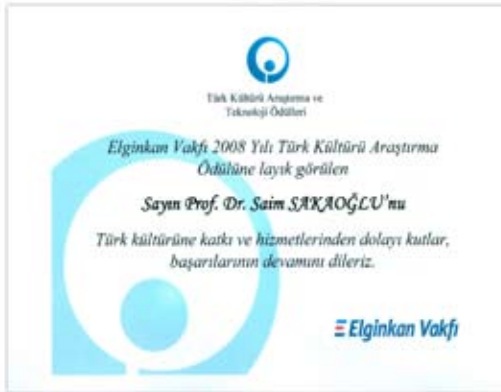 Türk Kültürü Araştırma ve
Teknoloji Ödülleri
Elginkan Vakfı 2008 Yılı Türk Kültürü Araştırma
Ödülüne layık görülen
Sayın Prof. Dr. Saim SAKAOĞLU'nu
Türk kültürüne katkı ve hizmetlerinden dolayı kutlar,
başarılarının devamını dileriz.
Elginkan Vakfı